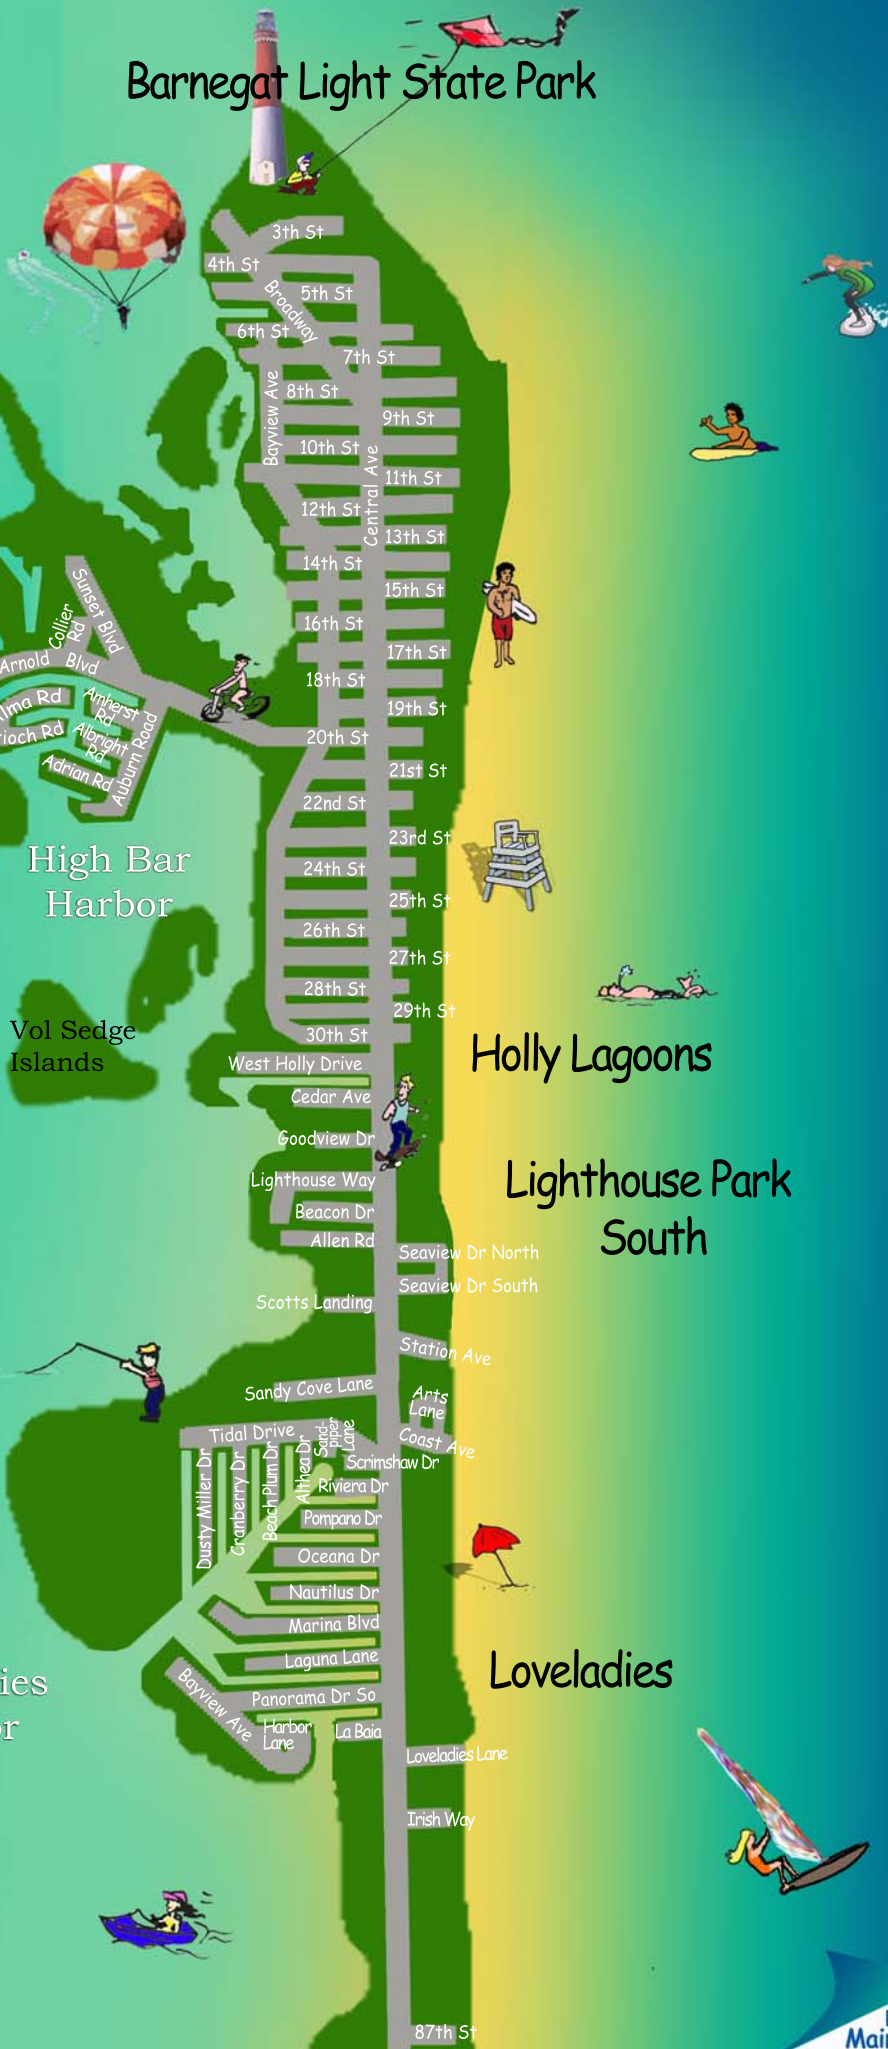 Barnegat Light State Park
3th St
4th St
Broadway
5th St
6th St
7th St
Bayview Ave
8th St
9th St
10th St
Central Ave
11th St
12th St
13th St
14th St
15th St
16th St
17th St
18th St
19th St
20th St
Sunset Blvd
Collier
Rd
Arnold Blvd
Amherst
Rd
Albright
Rd
Adrian Rd
Auburn Road
21st St
22nd St
23rd St
High Bar
Harbor
24th St
25th St
26th St
27th St
28th St
29th St
30th St
Vol Sedge
Islands
West Holly Drive
Holly Lagoons
Cedar Ave
Goodview Dr
Lighthouse Way
Lighthouse Park
South
Beacon Dr
Allen Rd
Seaview Dr North
Seaview Dr South
Scotts Landing
Station Ave
Sandy Cove Lane
Arts
Lane
Tidal Drive
Sand-
piper
Lane
Coast Ave
Scrimshaw Dr
Dusty Miller Dr
Cranberry Dr
Beach Plum Dr
Althea Dr
Riviera Dr
Pompano Dr
Oceana Dr
Nautilus Dr
Marina Blvd
Laguna Lane
Loveladies
Panorama Dr So
Bayview Ave
Harbor
Lane
La Baia
Loveladies Lane
Irish Way
87th St